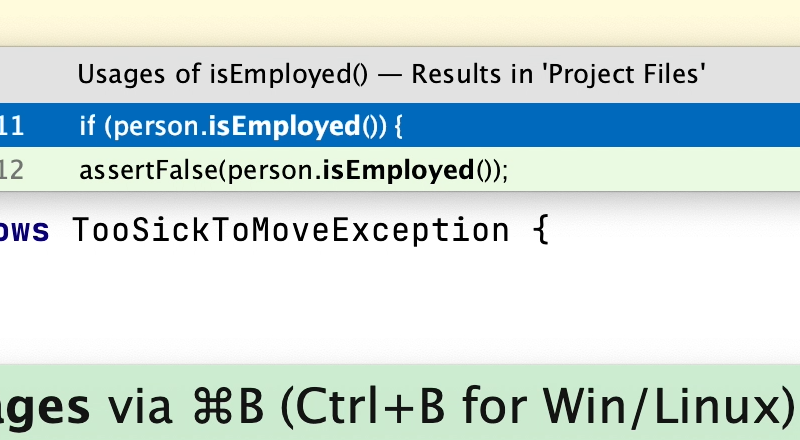 Usages of isEmployed() — Results in 'Project Files'
11 if (person.isEmployed()) {
12 assertFalse(person.isEmployed());
ows TooSickToMoveException {
ages via ⌘B (Ctrl+B for Win/Linux)